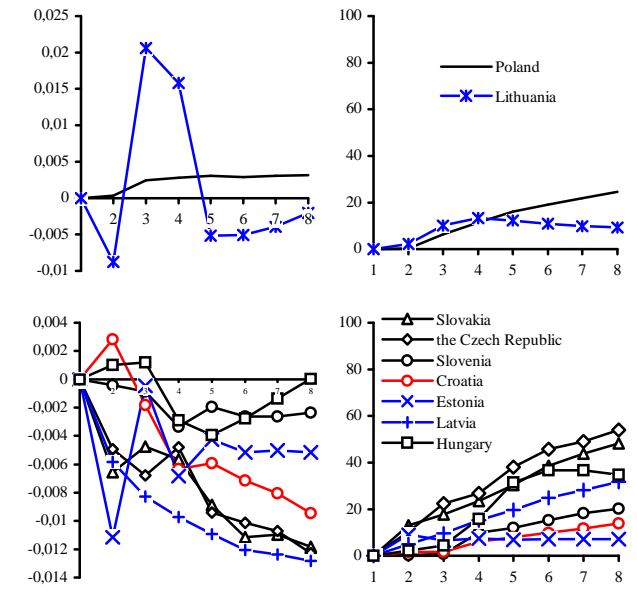 0,025
0,02
0,015
0,01
0,005
0
-0,005
-0,01
2 3 4 5 6 7 8
100
80
60
40
20
0
1 2 3 4 5 6 7 8
Poland
Lithuania
0,004
0,002
0
-0,002
-0,004
-0,006
-0,008
-0,01
-0,012
-0,014
2 3 4 5 6 7 8
100
80
60
40
20
0
1 2 3 4 5 6 7 8
Slovakia
the Czech Republic
Slovenia
Croatia
Estonia
Latvia
Hungary